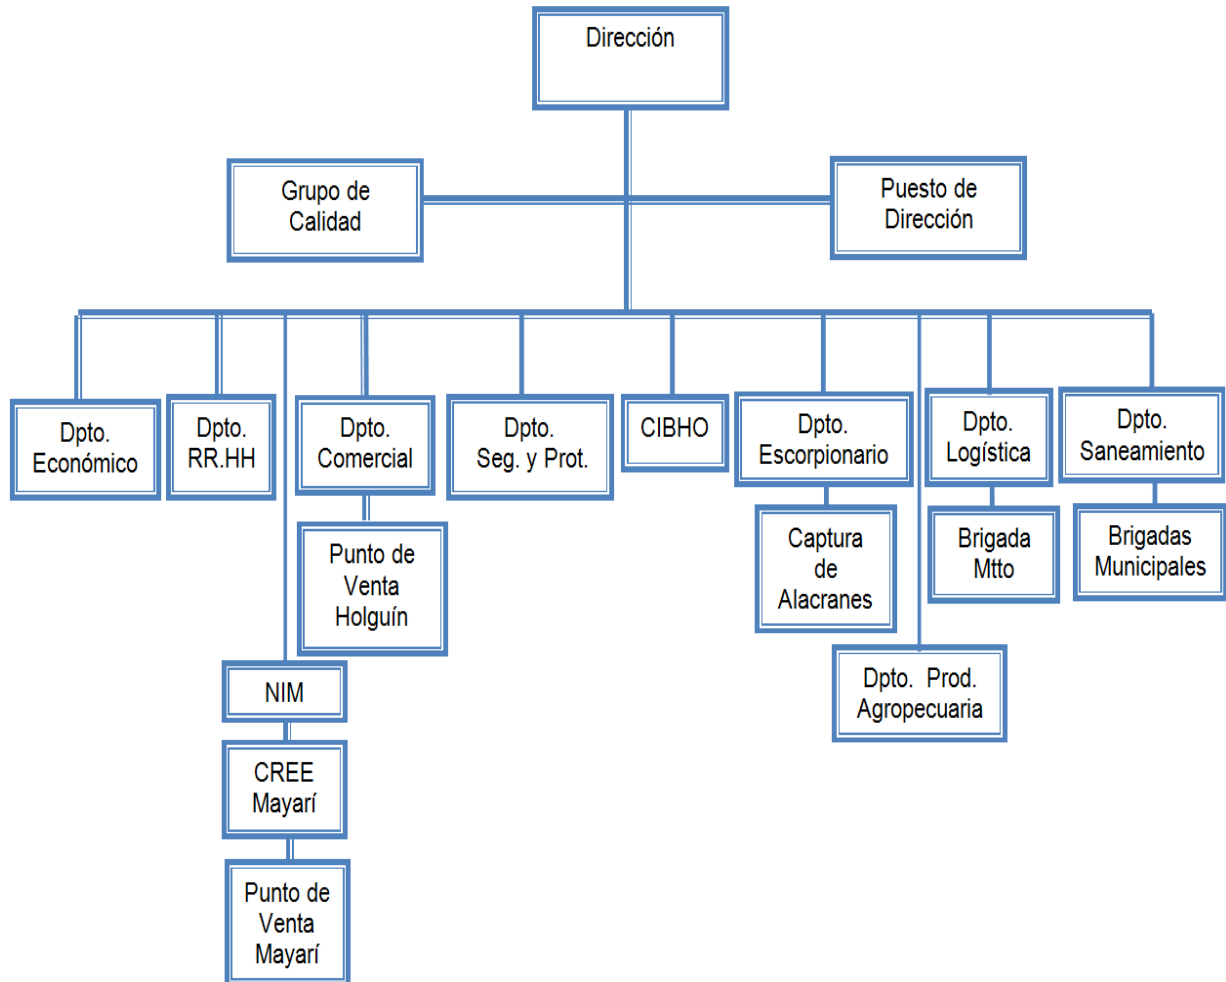 Dirección
Grupo de
Calidad
Puesto de
Dirección
Dpto.
Económico
Dpto.
RR.HH
Dpto.
Comercial
Dpto.
Seg. y Prot.
CIBHO
Dpto.
Escorpionario
Dpto.
Logística
Dpto.
Saneamiento
Punto de
Venta
Holguín
Captura
de
Alacranes
Brigada
Mtto
Brigadas
Municipales
NIM
Dpto. Prod.
Agropecuaria
CREE
Mayarí
Punto de
Venta
Mayarí